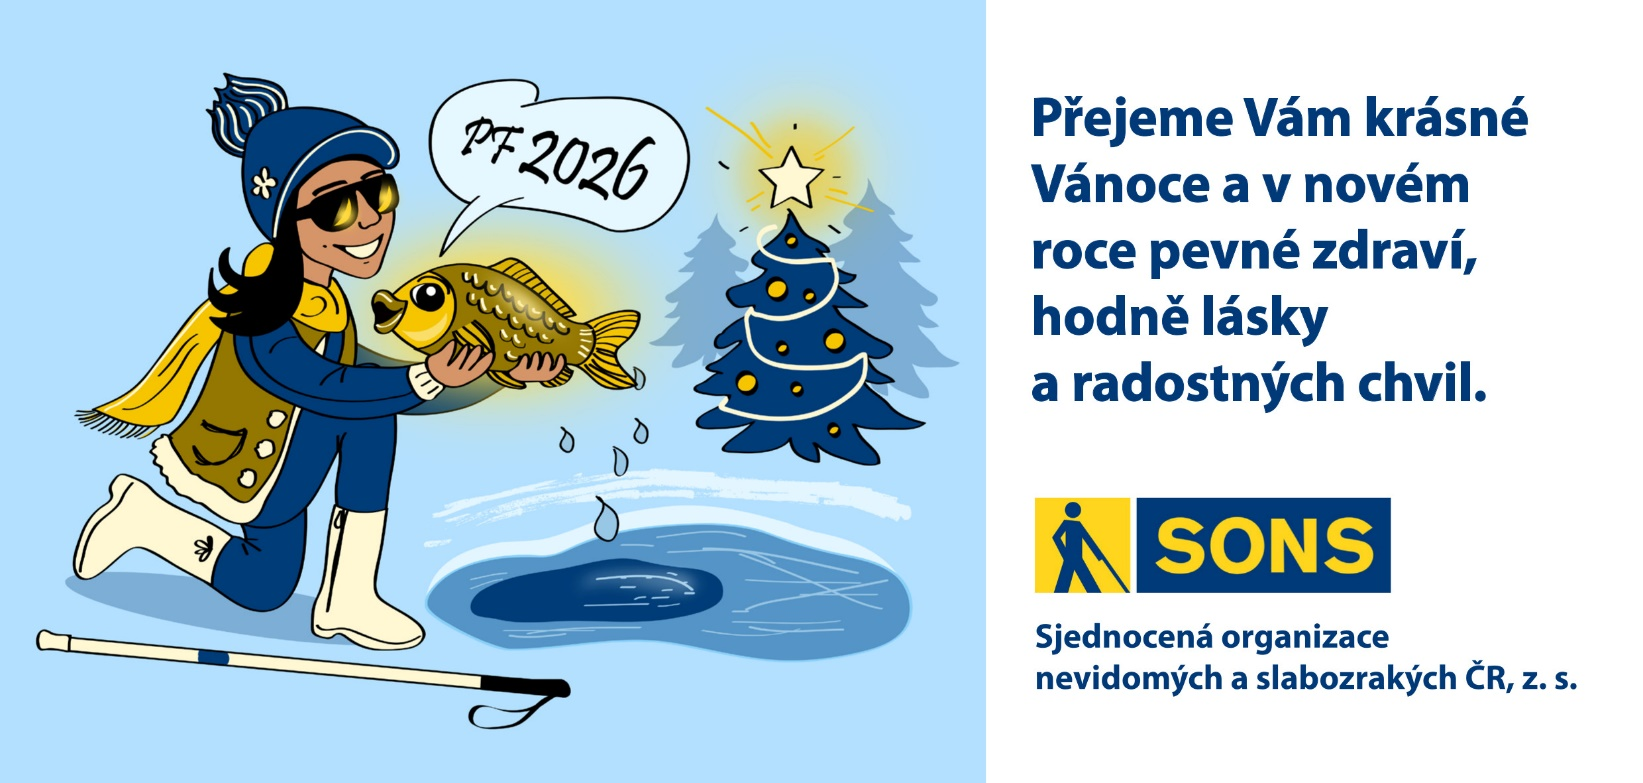 PF 2026
Přejeme Vám krásné
Vánoce a v novém
roce pevné zdraví,
hodně lásky
a radostných chvil.
SONS
Sjednocená organizace
nevidomých a slabozrakých ČR, z. s.